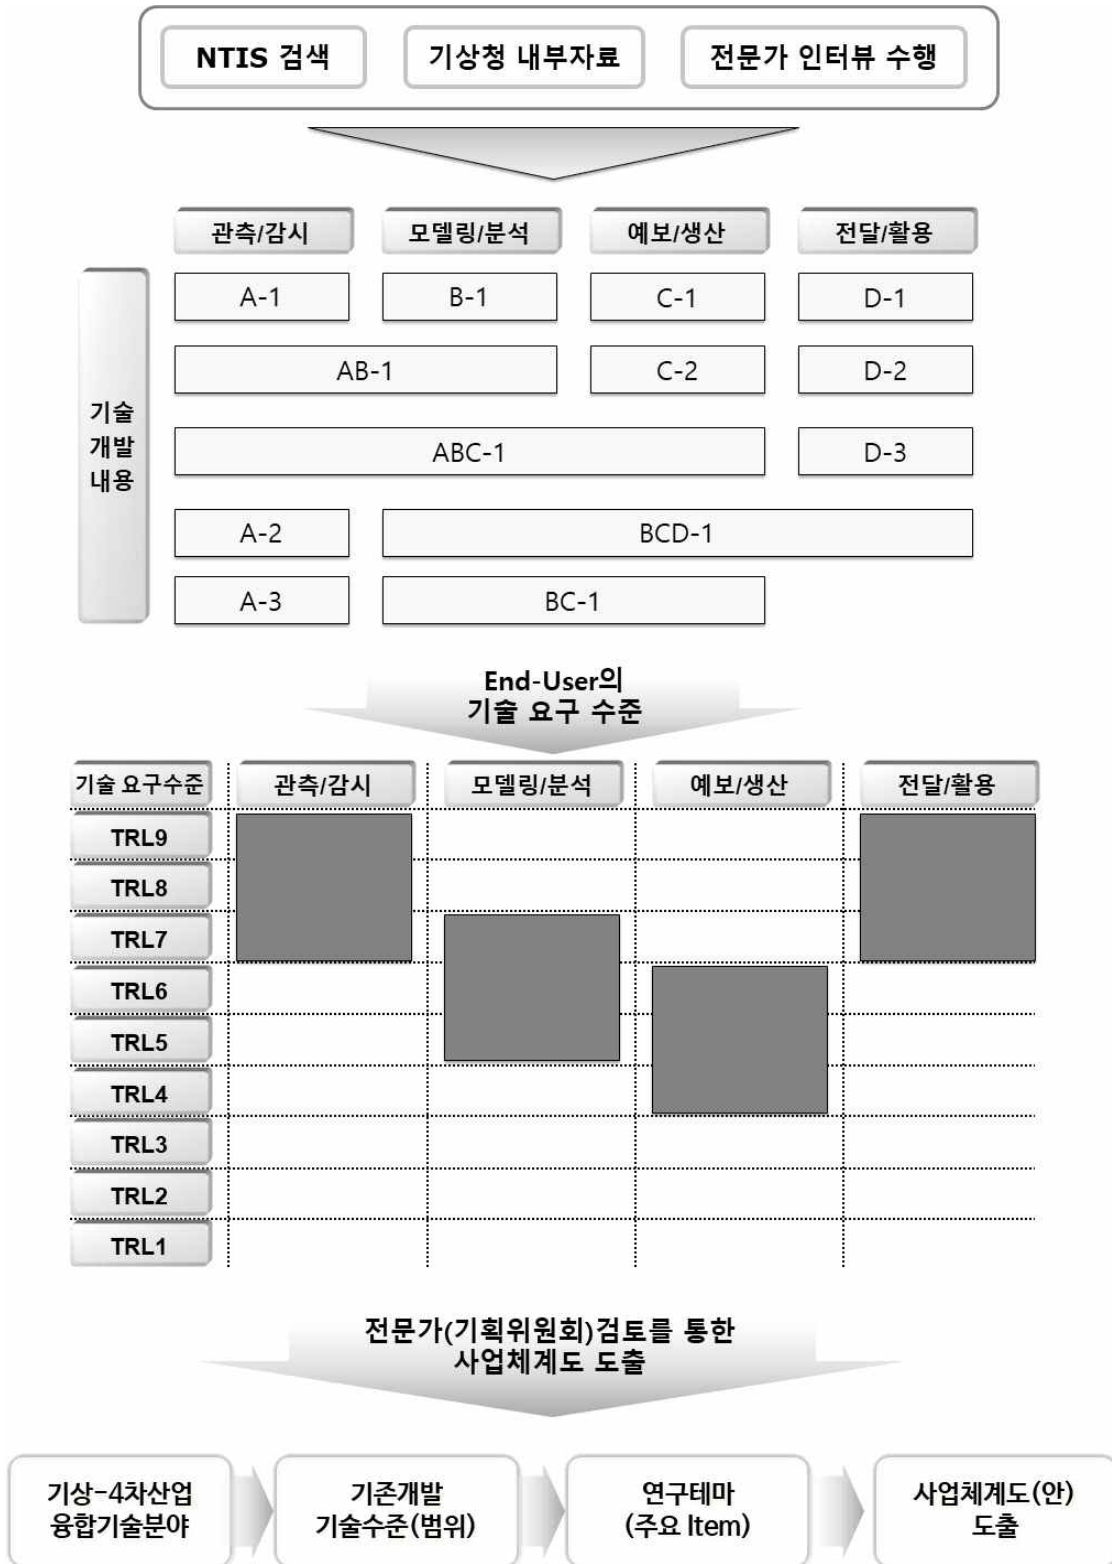 NTIS 검색
기상청 내부자료
전문가 인터뷰 수행
관측/감시
모델링/분석
예보/생산
전달/활용
기술
개발
내용
A-1
B-1
C-1
D-1
AB-1
C-2
D-2
ABC-1
D-3
A-2
BCD-1
A-3
BC-1
End-User의
기술 요구 수준
기술 요구수준
관측/감시
모델링/분석
예보/생산
전달/활용
TRL9
TRL8
TRL7
TRL6
TRL5
TRL4
TRL3
TRL2
TRL1
전문가(기획위원회)검토를 통한
사업체계도 도출
기상-4차산업
융합기술분야
기존개발
기술수준(범위)
연구테마
(주요 Item)
사업체계도(안)
도출